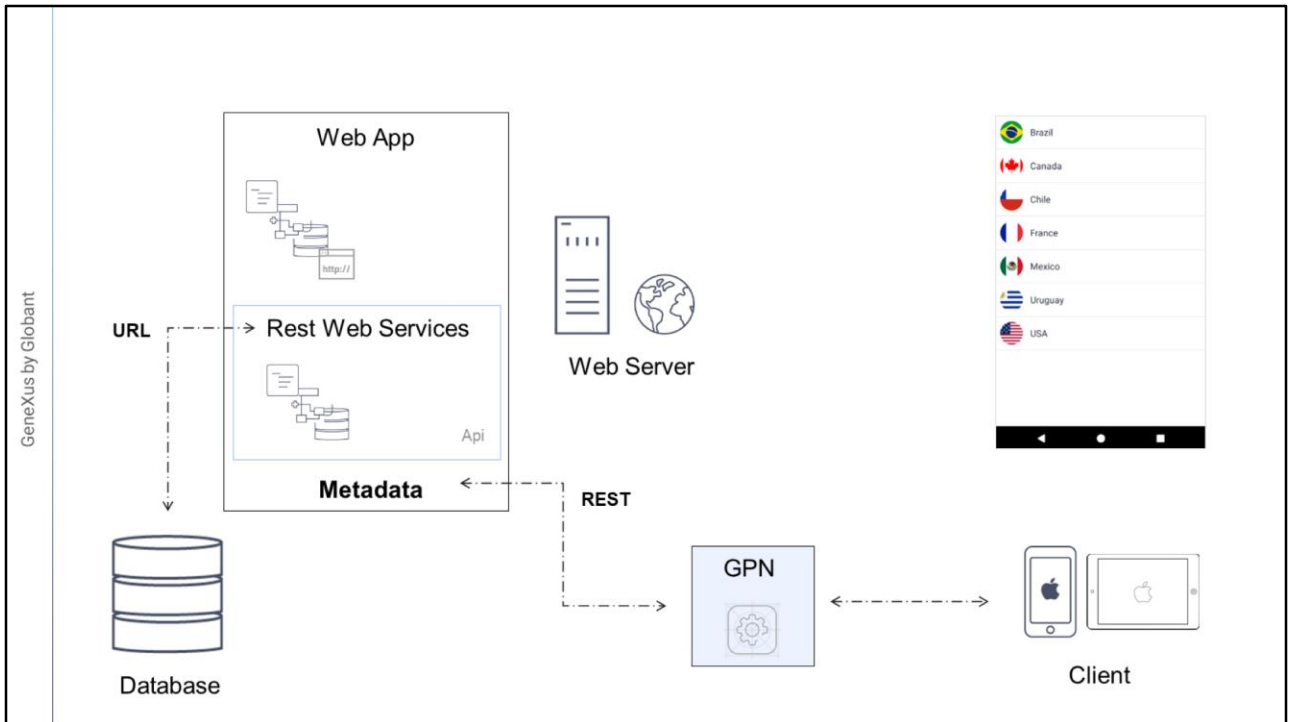 GeneXus by Globant
Web App
http://
URL
Rest Web Services
Api
Metadata
Web Server
REST
Database
GPN
Client
Brazil
Canada
Chile
France
Mexico
Uruguay
USA